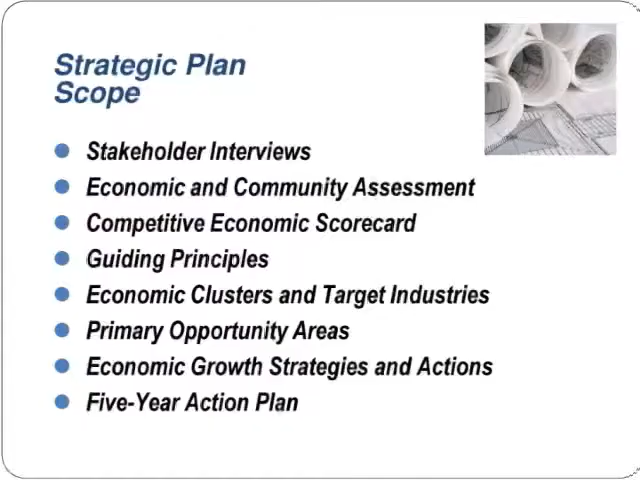 Strategic Plan
Scope
Stakeholder Interviews
Economic and Community Assessment
Competitive Economic Scorecard
Guiding Principles
Economic Clusters and Target Industries
Primary Opportunity Areas
Economic Growth Strategies and Actions
Five-Year Action Plan